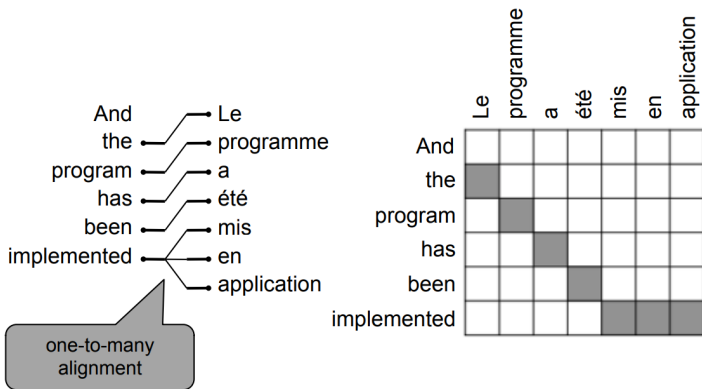 And
the
program
has
been
implemented
Le
programme
a
été
mis
en
application
one-to-many
alignment
Le
programme
a
été
mis
en
application
And
the
program
has
been
implemented